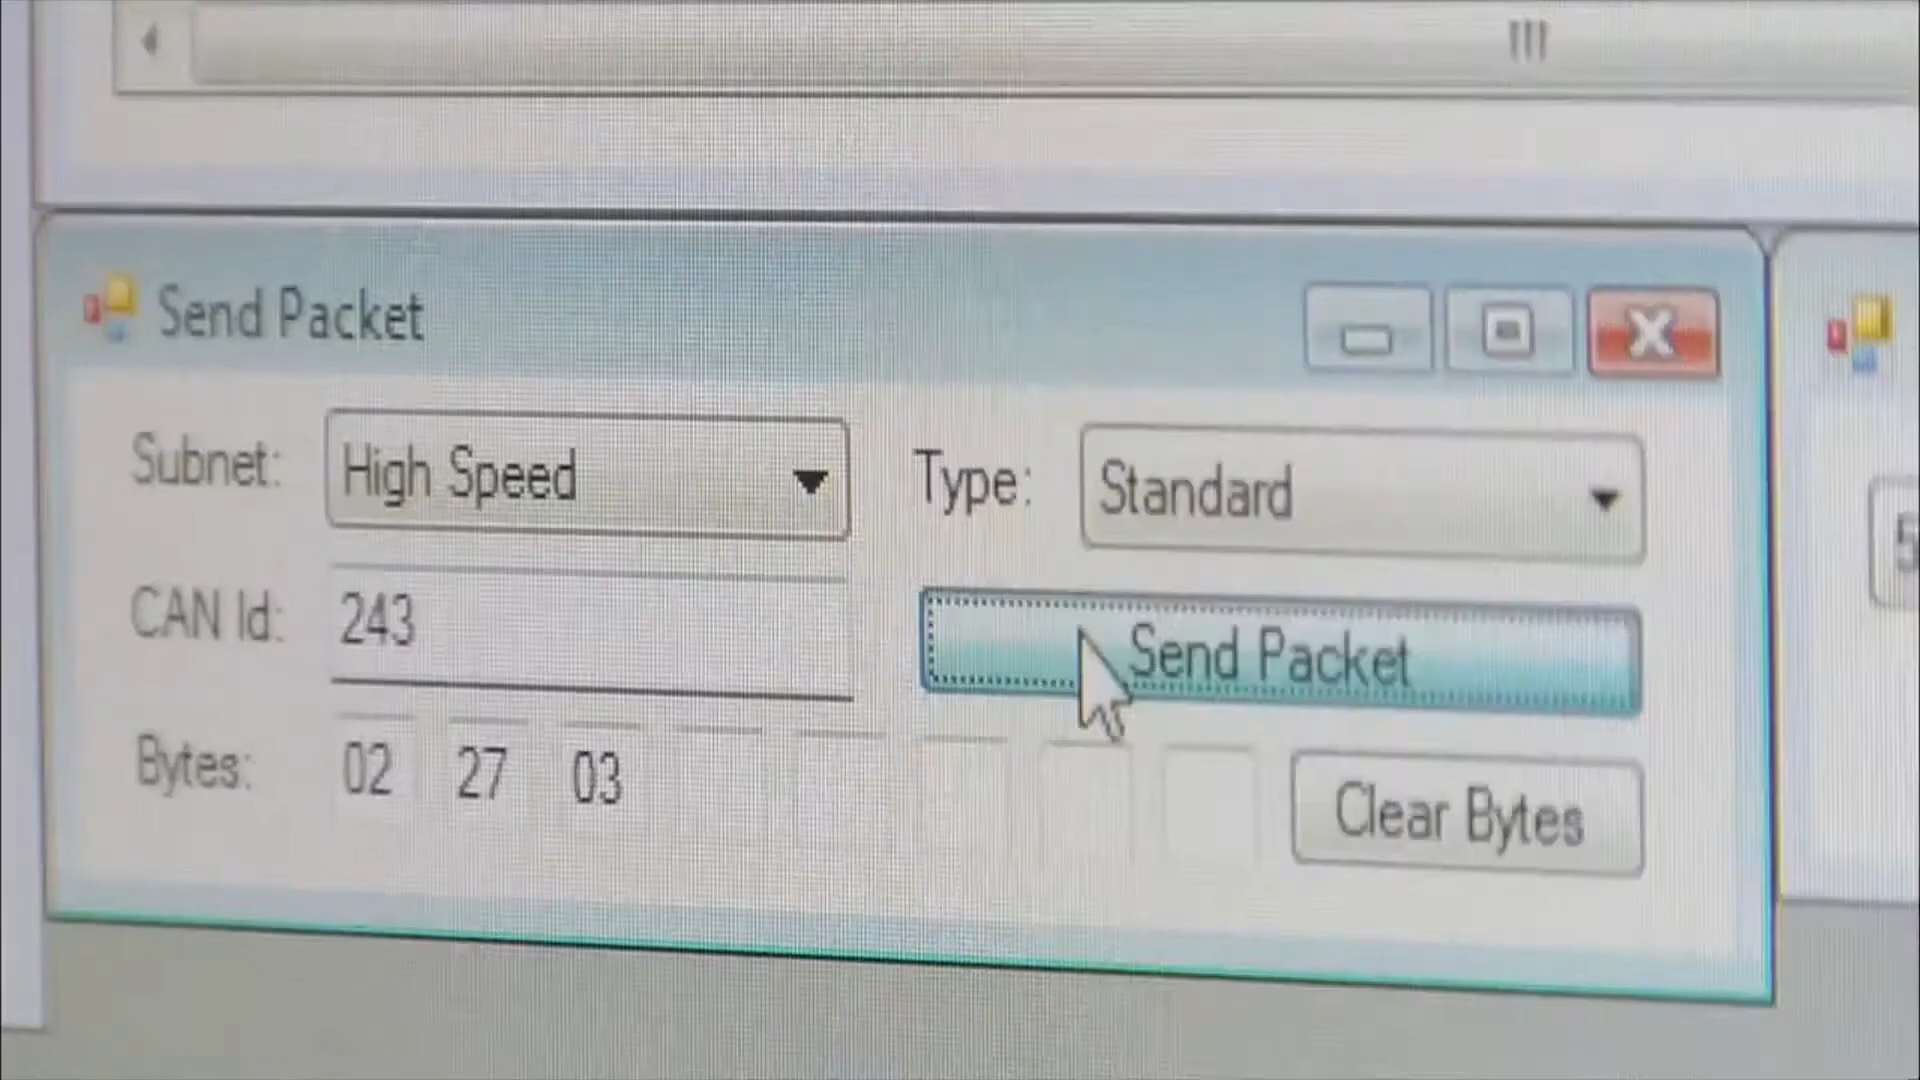 Send Packet
Subnet: High Speed Type: Standard
CAN Id: 243 Send Packet
Bytes: 02 27 03 Clear Bytes